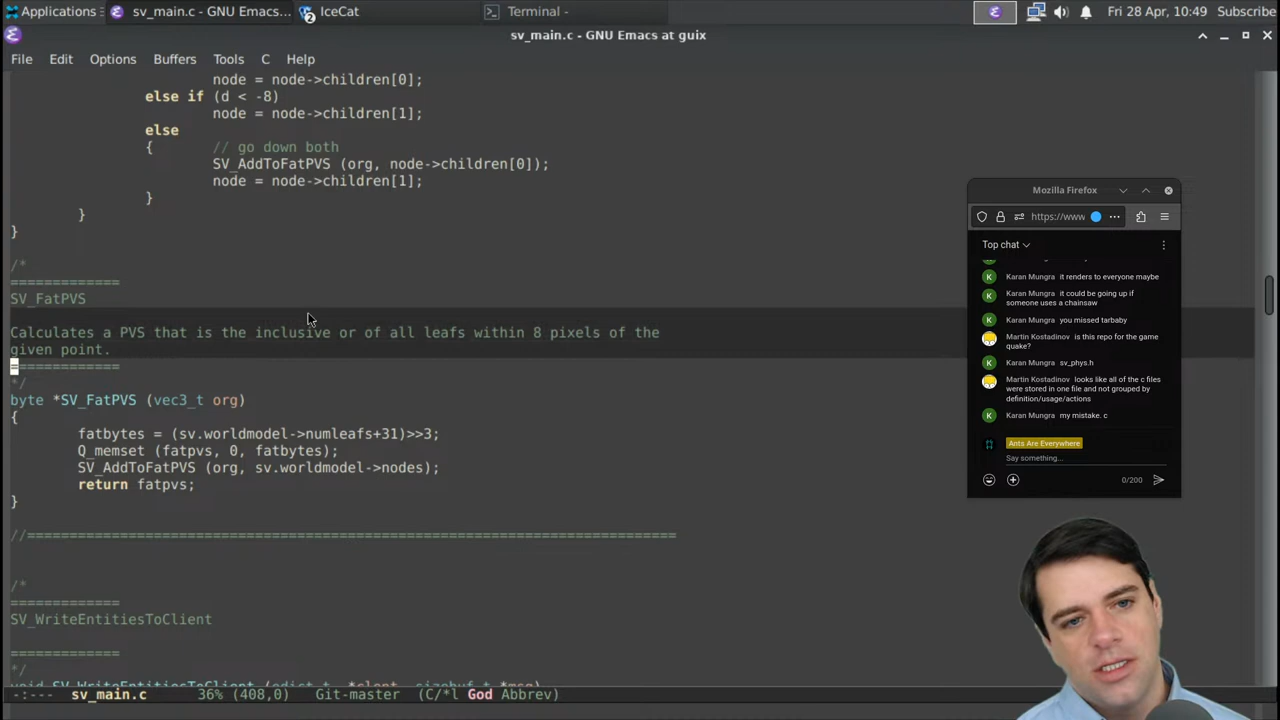 Applications
sv_main.c - GNU Emacs...
2
IceCat
Terminal -
Fri 28 Apr, 10:49
Subscribe
sv_main.c - GNU Emacs at guix
File Edit Options Buffers Tools C Help
node = node->children[0];
else if (d < -8)
node = node->children[1];
else
{ // go down both
SV_AddToFatPVS (org, node->children[0]);
node = node->children[1];
}
}
}
/*
=============
SV_FatPVS
Calculates a PVS that is the inclusive or of all leafs within 8 pixels of the
given point.
=============
*/
byte *SV_FatPVS (vec3_t org)
{
fatbytes = (sv.worldmodel->numleafs+31)>>3;
Q_memset (fatpvs, 0, fatbytes);
SV_AddToFatPVS (org, sv.worldmodel->nodes);
return fatpvs;
}
//=============================================================================
/*
=============
SV_WriteEntitiesToClient
=============
*/
void SV_WriteEntitiesToClient (edict_t *clent, sizebuf_t *msg)
-:--- sv_main.c 36% (408,0) Git-master (C/*l God Abbrev)
Mozilla Firefox
https://www
Top chat
K Karan Mungra it renders to everyone maybe
K Karan Mungra it could be going up if
someone uses a chainsaw
K Karan Mungra you missed tarbaby
Martin Kostadinov is this repo for the game
quake?
K Karan Mungra sv_phys.h
Martin Kostadinov looks like all of the c files
were stored in one file and not grouped by
definition/usage/actions
K Karan Mungra my mistake. c
Ants Are Everywhere
Say something...
0/200